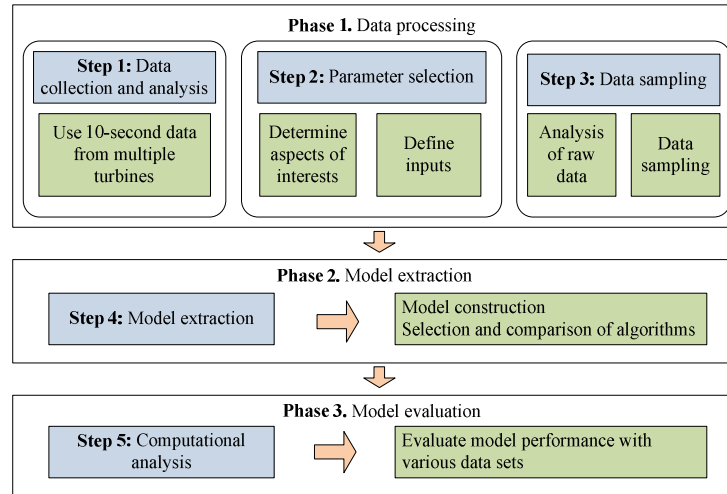 Phase 1. Data processing
Step 1: Data
collection and analysis
Use 10-second data
from multiple
turbines
Step 2: Parameter selection
Determine
aspects of
interests
Define
inputs
Step 3: Data sampling
Analysis
of raw
data
Data
sampling
Phase 2. Model extraction
Step 4: Model extraction
Model construction
Selection and comparison of algorithms
Phase 3. Model evaluation
Step 5: Computational
analysis
Evaluate model performance with
various data sets